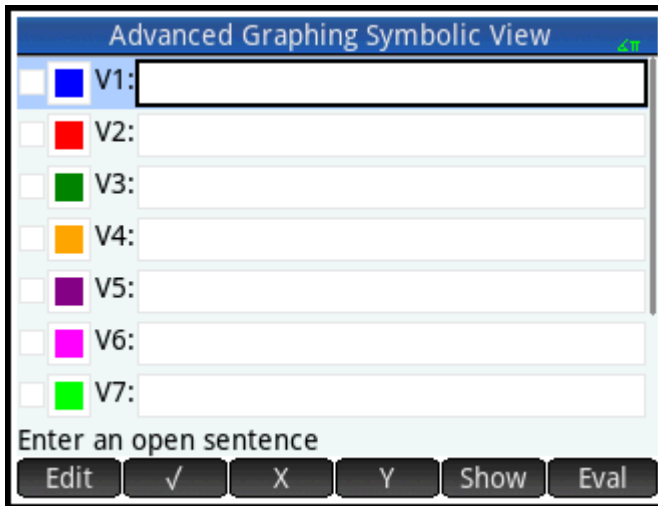 Advanced Graphing Symbolic View ∡π
V1:
V2:
V3:
V4:
V5:
V6:
V7:
Enter an open sentence
Edit √ X Y Show Eval